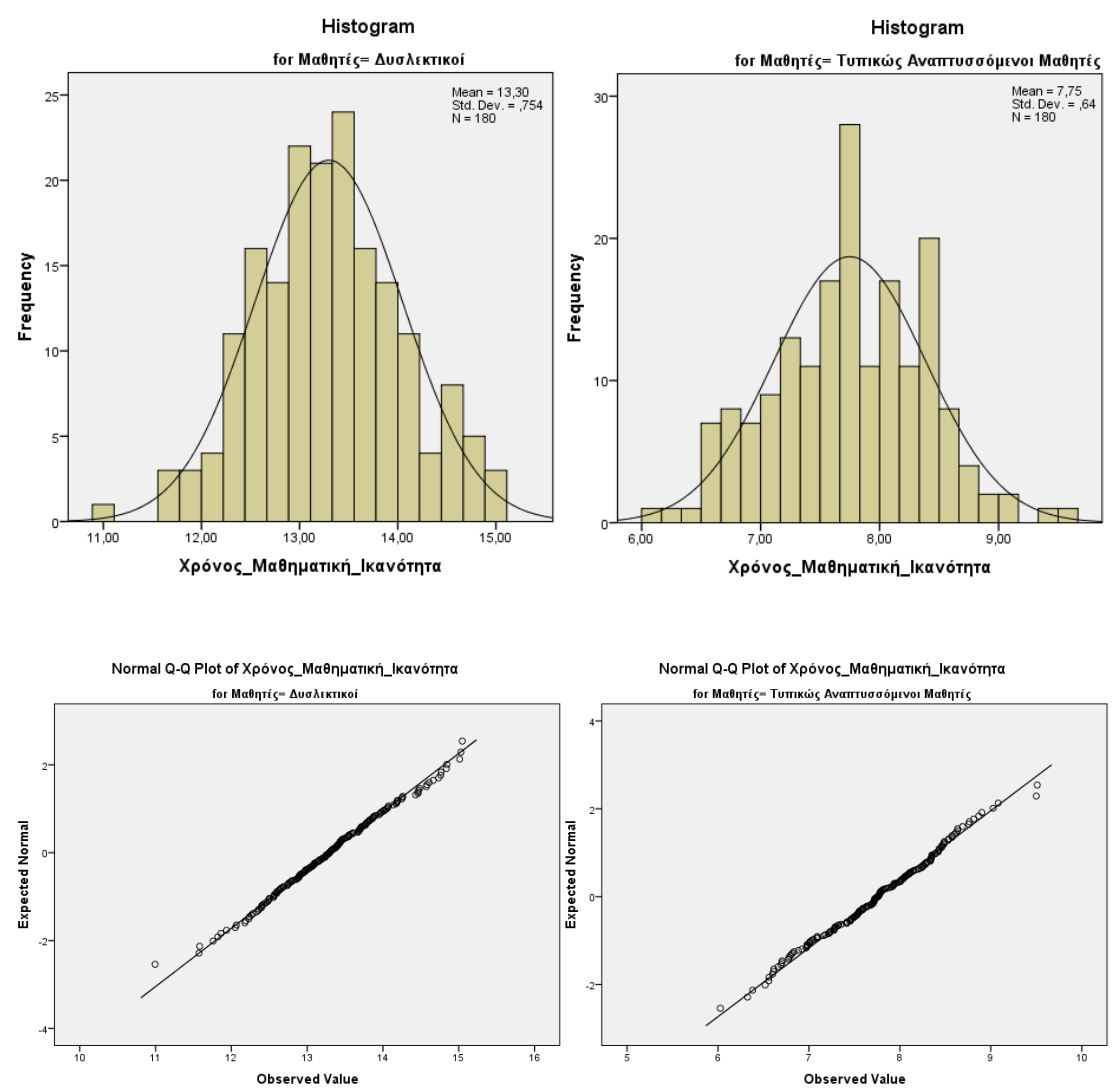 Histogram
for Μαθητές= Δυσλεκτικοί
Mean = 13,30
Std. Dev. = ,754
N = 180
25
20
15
10
5
0
Frequency
11,00 12,00 13,00 14,00 15,00
Χρόνος_Μαθηματική_Ικανότητα
Histogram
for Μαθητές= Τυπικώς Αναπτυσσόμενοι Μαθητές
Mean = 7,75
Std. Dev. = ,64
N = 180
30
20
10
0
Frequency
6,00 7,00 8,00 9,00
Χρόνος_Μαθηματική_Ικανότητα
Normal Q-Q Plot of Χρόνος_Μαθηματική_Ικανότητα
for Μαθητές= Δυσλεκτικοί
2
0
-2
-4
Expected Normal
10 11 12 13 14 15 16
Observed Value
Normal Q-Q Plot of Χρόνος_Μαθηματική_Ικανότητα
for Μαθητές= Τυπικώς Αναπτυσσόμενοι Μαθητές
4
2
0
-2
Expected Normal
5 6 7 8 9 10
Observed Value